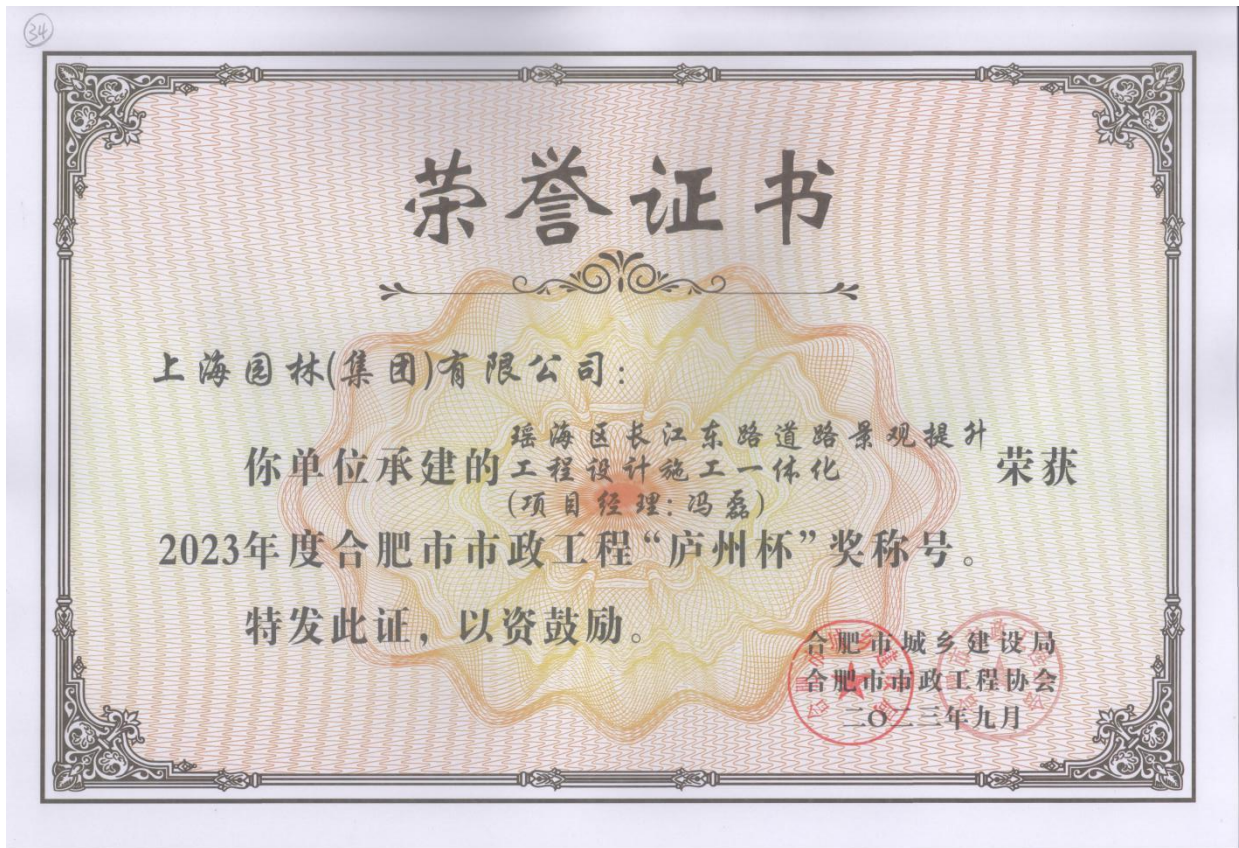 34
荣誉证书
上海园林(集团)有限公司:
你单位承建的瑶海区长江东路道路景观提升
工程设计施工一体化
(项目经理:冯磊)
荣获
2023年度合肥市市政工程“庐州杯”奖称号。
特发此证，以资鼓励。
合肥市城乡建设局
合肥市市政工程协会
二〇二三年九月